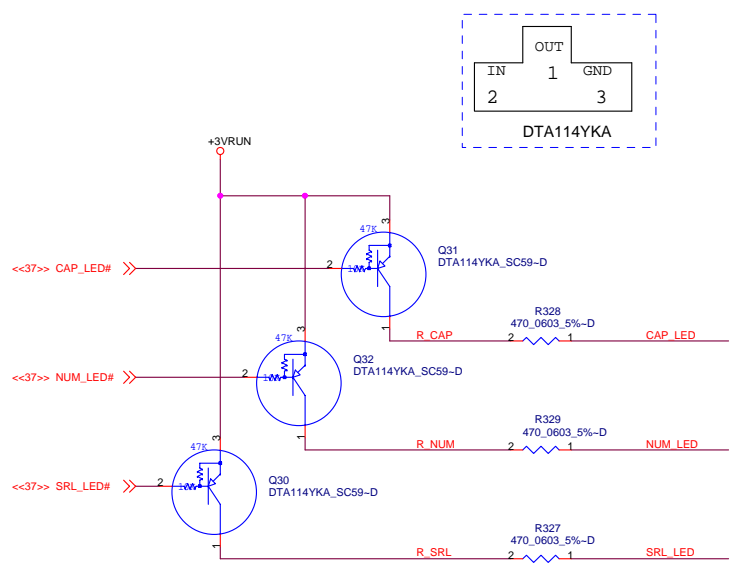 OUT
IN
1
GND
2
3
DTA114YKA
+3VRUN
3
47K
Q31
DTA114YKA_SC59~D
<<37>> CAP_LED#
2
1
R_CAP
R328
470_0603_5%~D
2
1
CAP_LED
3
47K
Q32
DTA114YKA_SC59~D
<<37>> NUM_LED#
2
1
R_NUM
R329
470_0603_5%~D
2
1
NUM_LED
3
47K
Q30
DTA114YKA_SC59~D
<<37>> SRL_LED#
2
1
R_SRL
R327
470_0603_5%~D
2
1
SRL_LED